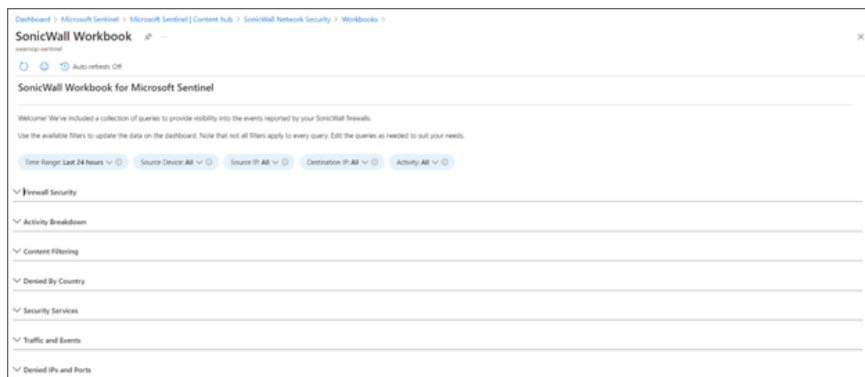 Dashboard > Microsoft Sentinel > Microsoft Sentinel | Content hub > SonicWall Network Security > Workbooks >
SonicWall Workbook
swaroop-sentinel
Auto refresh: Off
SonicWall Workbook for Microsoft Sentinel
Welcome! We've included a collection of queries to provide visibility into the events reported by your SonicWall firewalls.
Use the available filters to update the data on the dashboard. Note that not all filters apply to every query. Edit the queries as needed to suit your needs.
Time Range: Last 24 hours Source Device: All Source IP: All Destination IP: All Activity: All
Firewall Security
Activity Breakdown
Content Filtering
Denied By Country
Security Services
Traffic and Events
Denied IPs and Ports